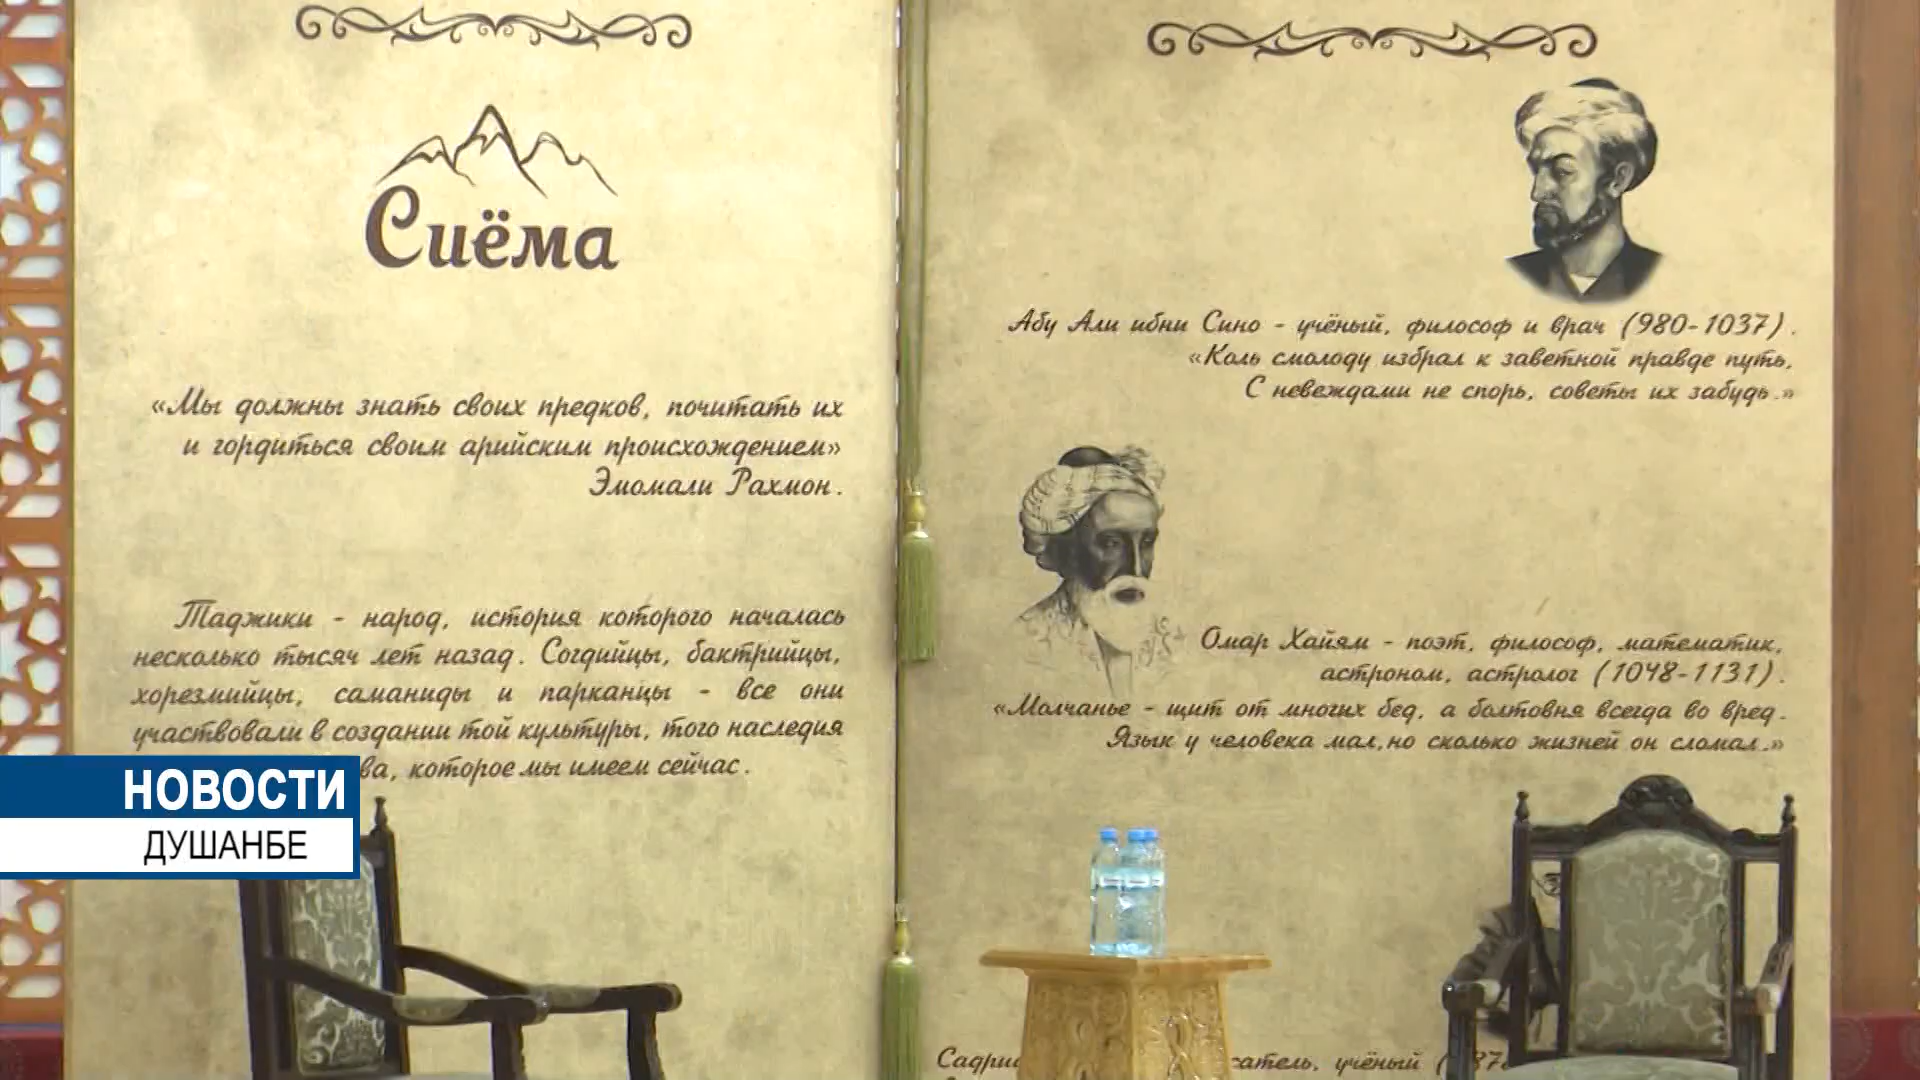 Сиёма
«Мы должны знать своих предков, почитать их
и гордиться своим арийским происхождением»
Эмомали Рахмон.
Таджики - народ, история которого началась
несколько тысяч лет назад. Согдийцы, бактрийцы,
хорезмийцы, саманиды и парканцы - все они
участвовали в создании той культуры, того наследия
которое мы имеем сейчас.
Абу Али ибни Сино - учёный, философ и врач (980-1037).
«Коль смолоду избрал к заветной правде путь,
С невеждами не спорь, советы их забудь.»
Омар Хайям - поэт, философ, математик,
астроном, астролог (1048-1131).
«Молчанье - щит от многих бед, а болтовня всегда во вред.
Язык у человека мал,но сколько жизней он сломал.»
учёный
НОВОСТИ
ДУШАНБЕ